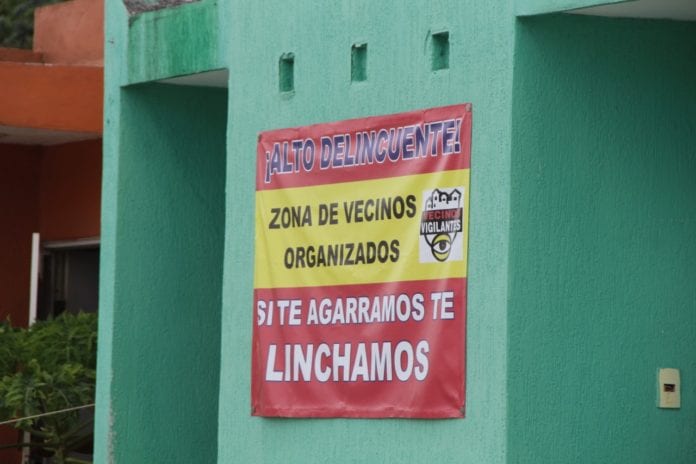 ¡ALTO DELINCUENTE!
ZONA DE VECINOS
ORGANIZADOS
VECINOS
VIGILANTES
SI TE AGARRAMOS TE
LINCHAMOS